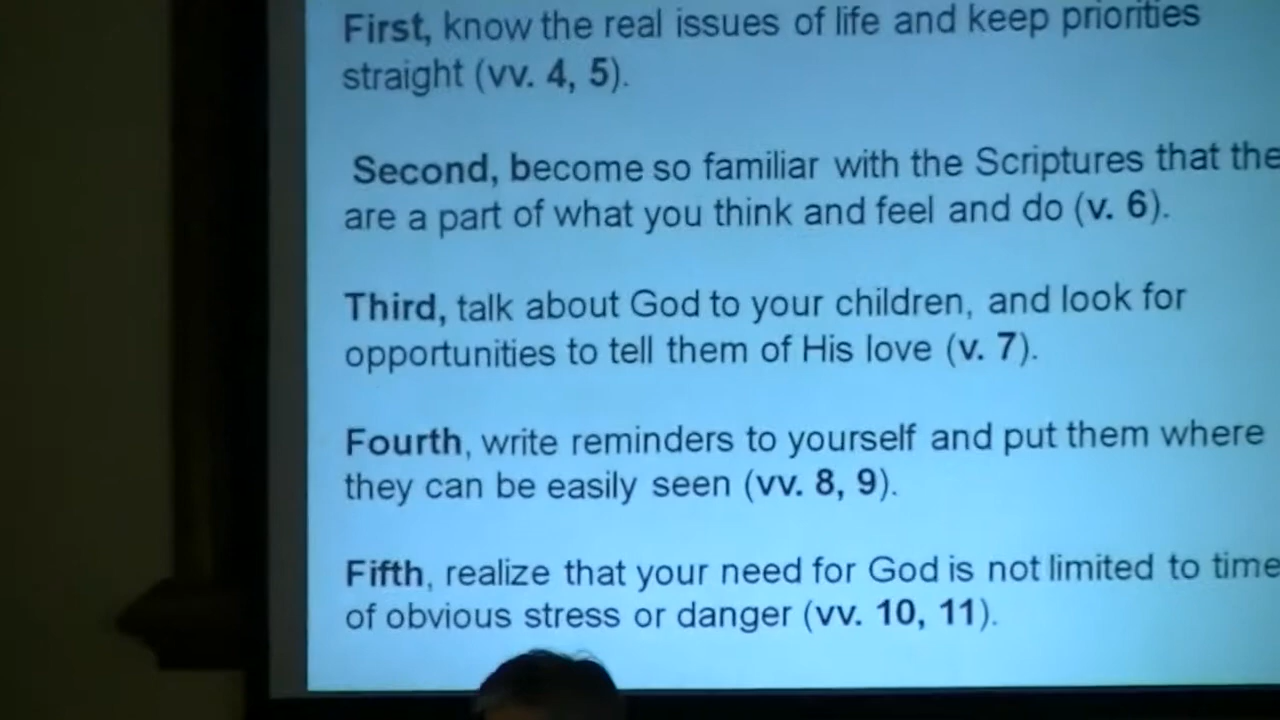 First, know the real issues of life and keep priorities
straight (vv. 4, 5).
Second, become so familiar with the Scriptures that the
are a part of what you think and feel and do (v. 6).
Third, talk about God to your children, and look for
opportunities to tell them of His love (v. 7).
Fourth, write reminders to yourself and put them where
they can be easily seen (vv. 8, 9).
Fifth, realize that your need for God is not limited to time
of obvious stress or danger (vv. 10, 11).